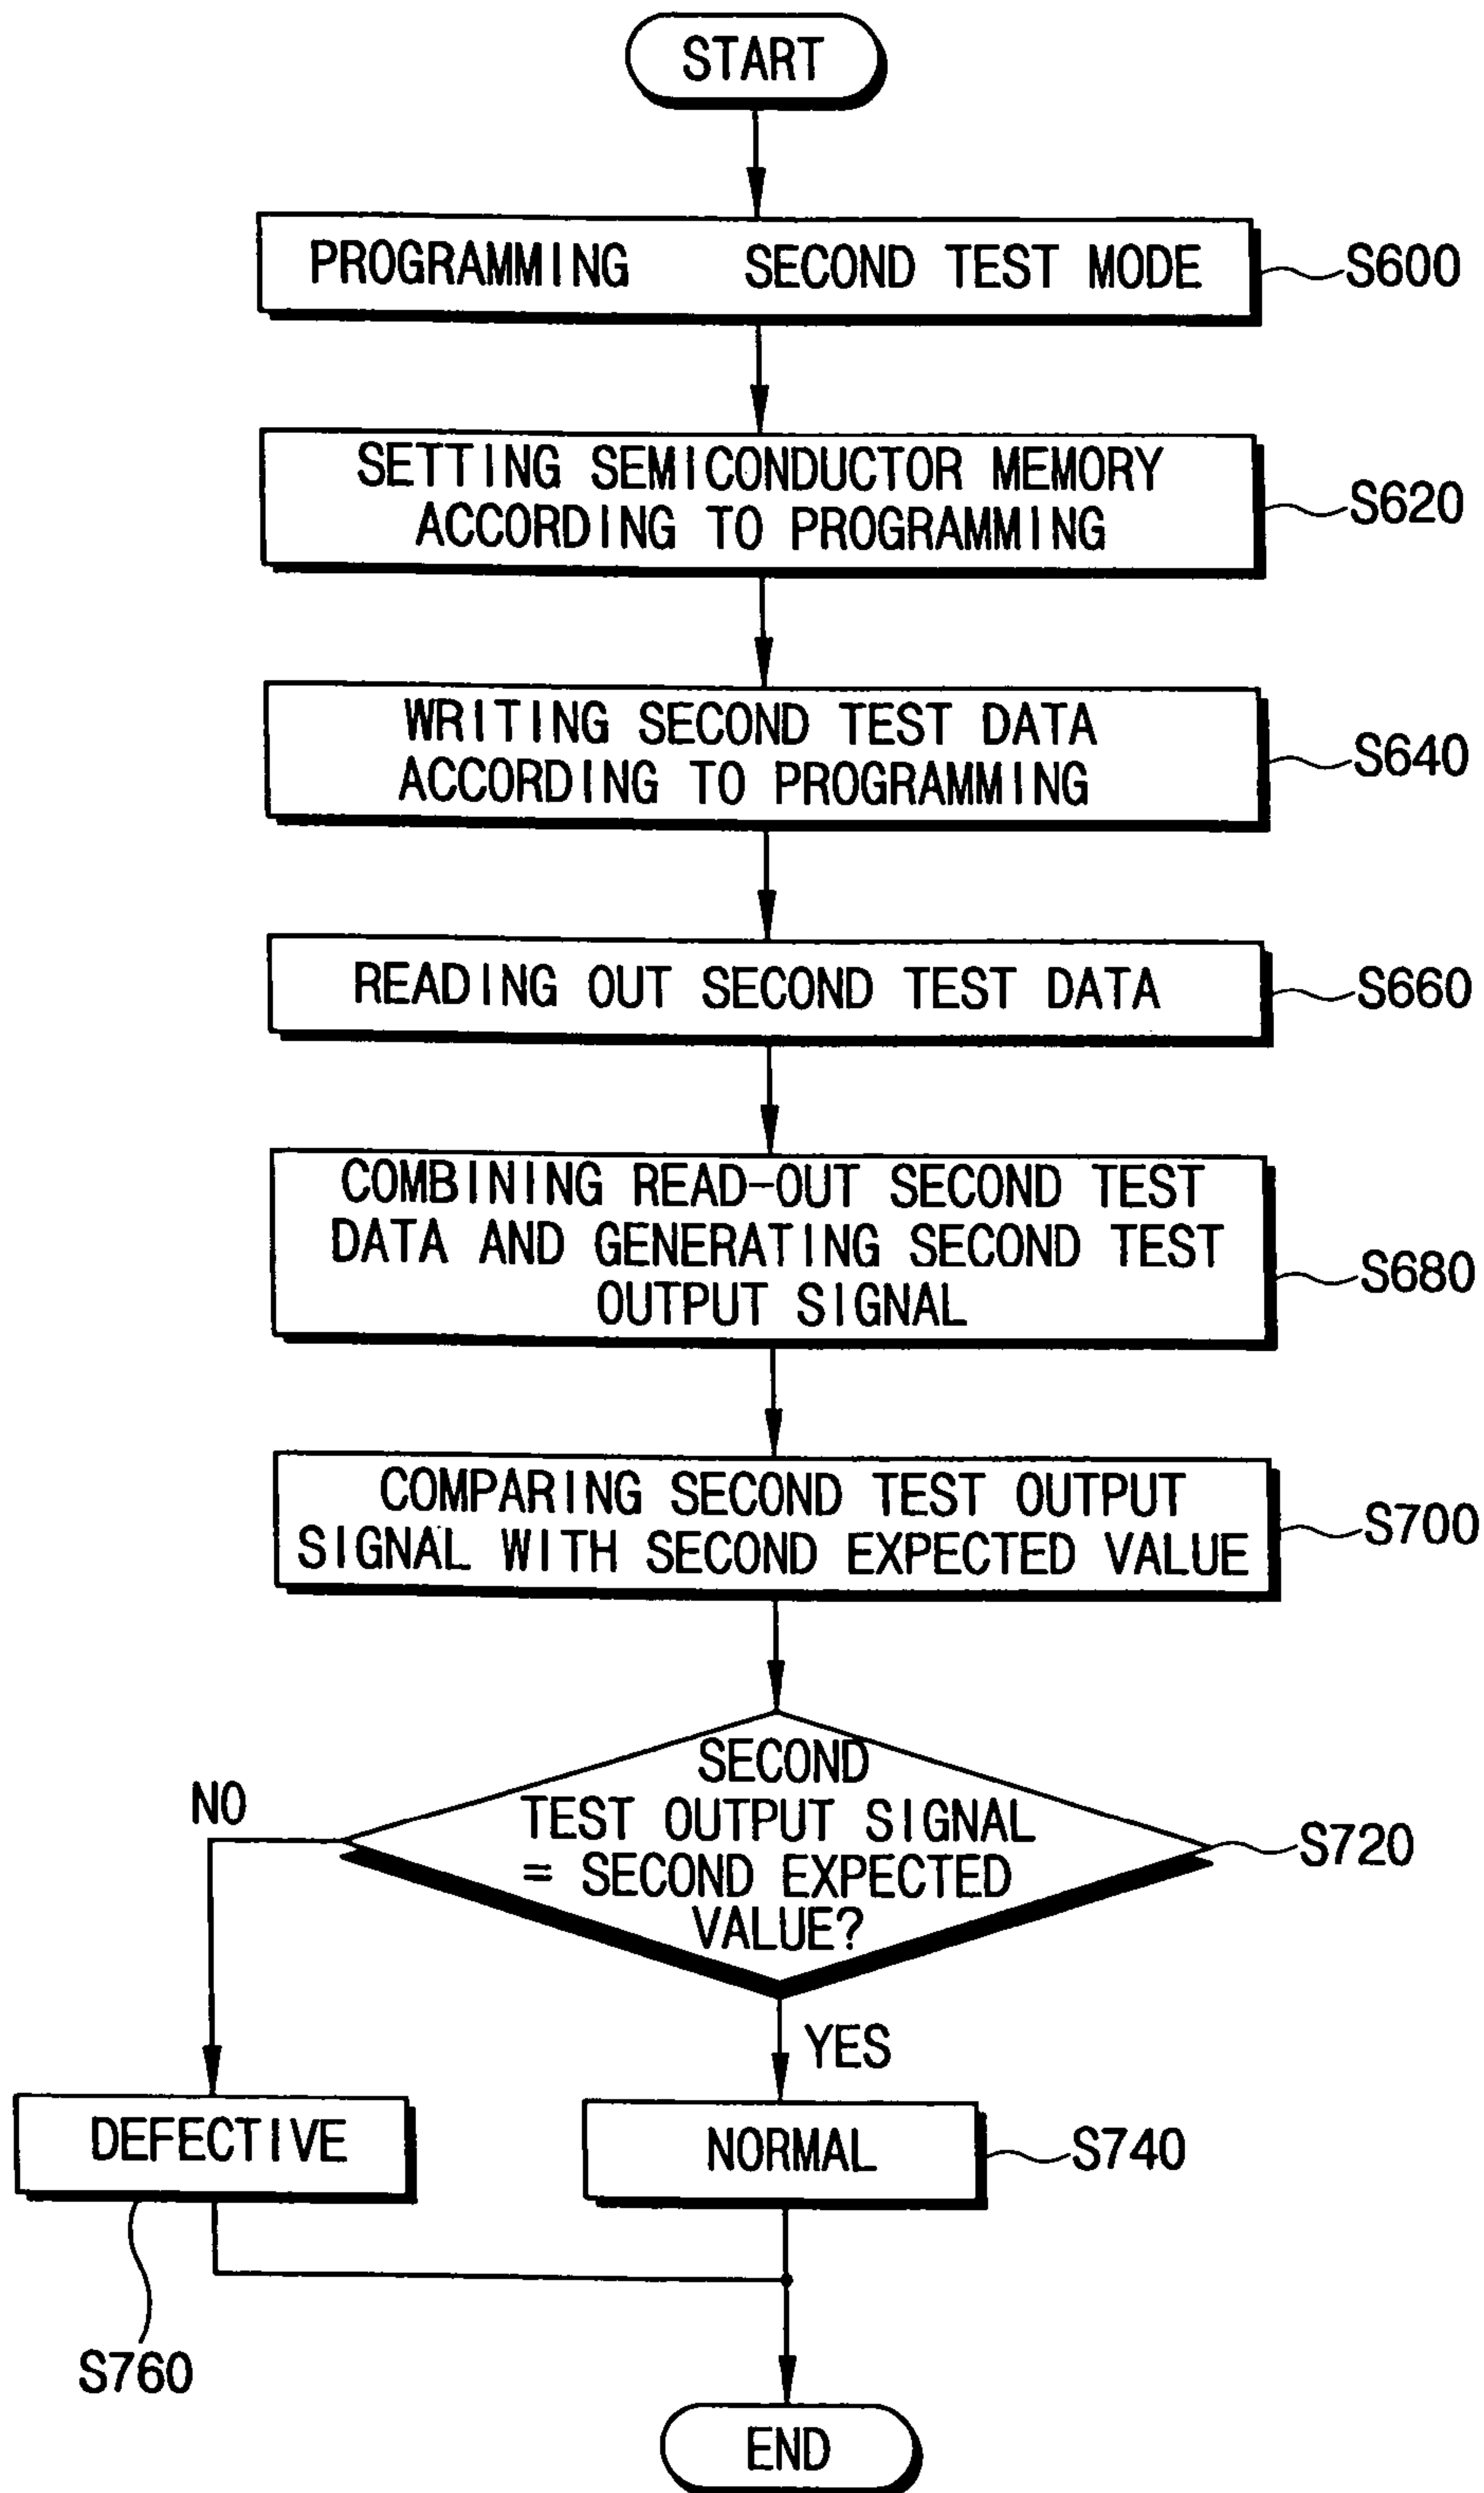 START
PROGRAMMING SECOND TEST MODE
S600
SETTING SEMICONDUCTOR MEMORY
ACCORDING TO PROGRAMMING
S620
WRITING SECOND TEST DATA
ACCORDING TO PROGRAMMING
S640
READING OUT SECOND TEST DATA
S660
COMBINING READ-OUT SECOND TEST
DATA AND GENERATING SECOND TEST
OUTPUT SIGNAL
S680
COMPARING SECOND TEST OUTPUT
SIGNAL WITH SECOND EXPECTED VALUE
S700
SECOND
TEST OUTPUT SIGNAL
= SECOND EXPECTED
VALUE?
S720
NO
YES
DEFECTIVE
NORMAL
S740
S760
END